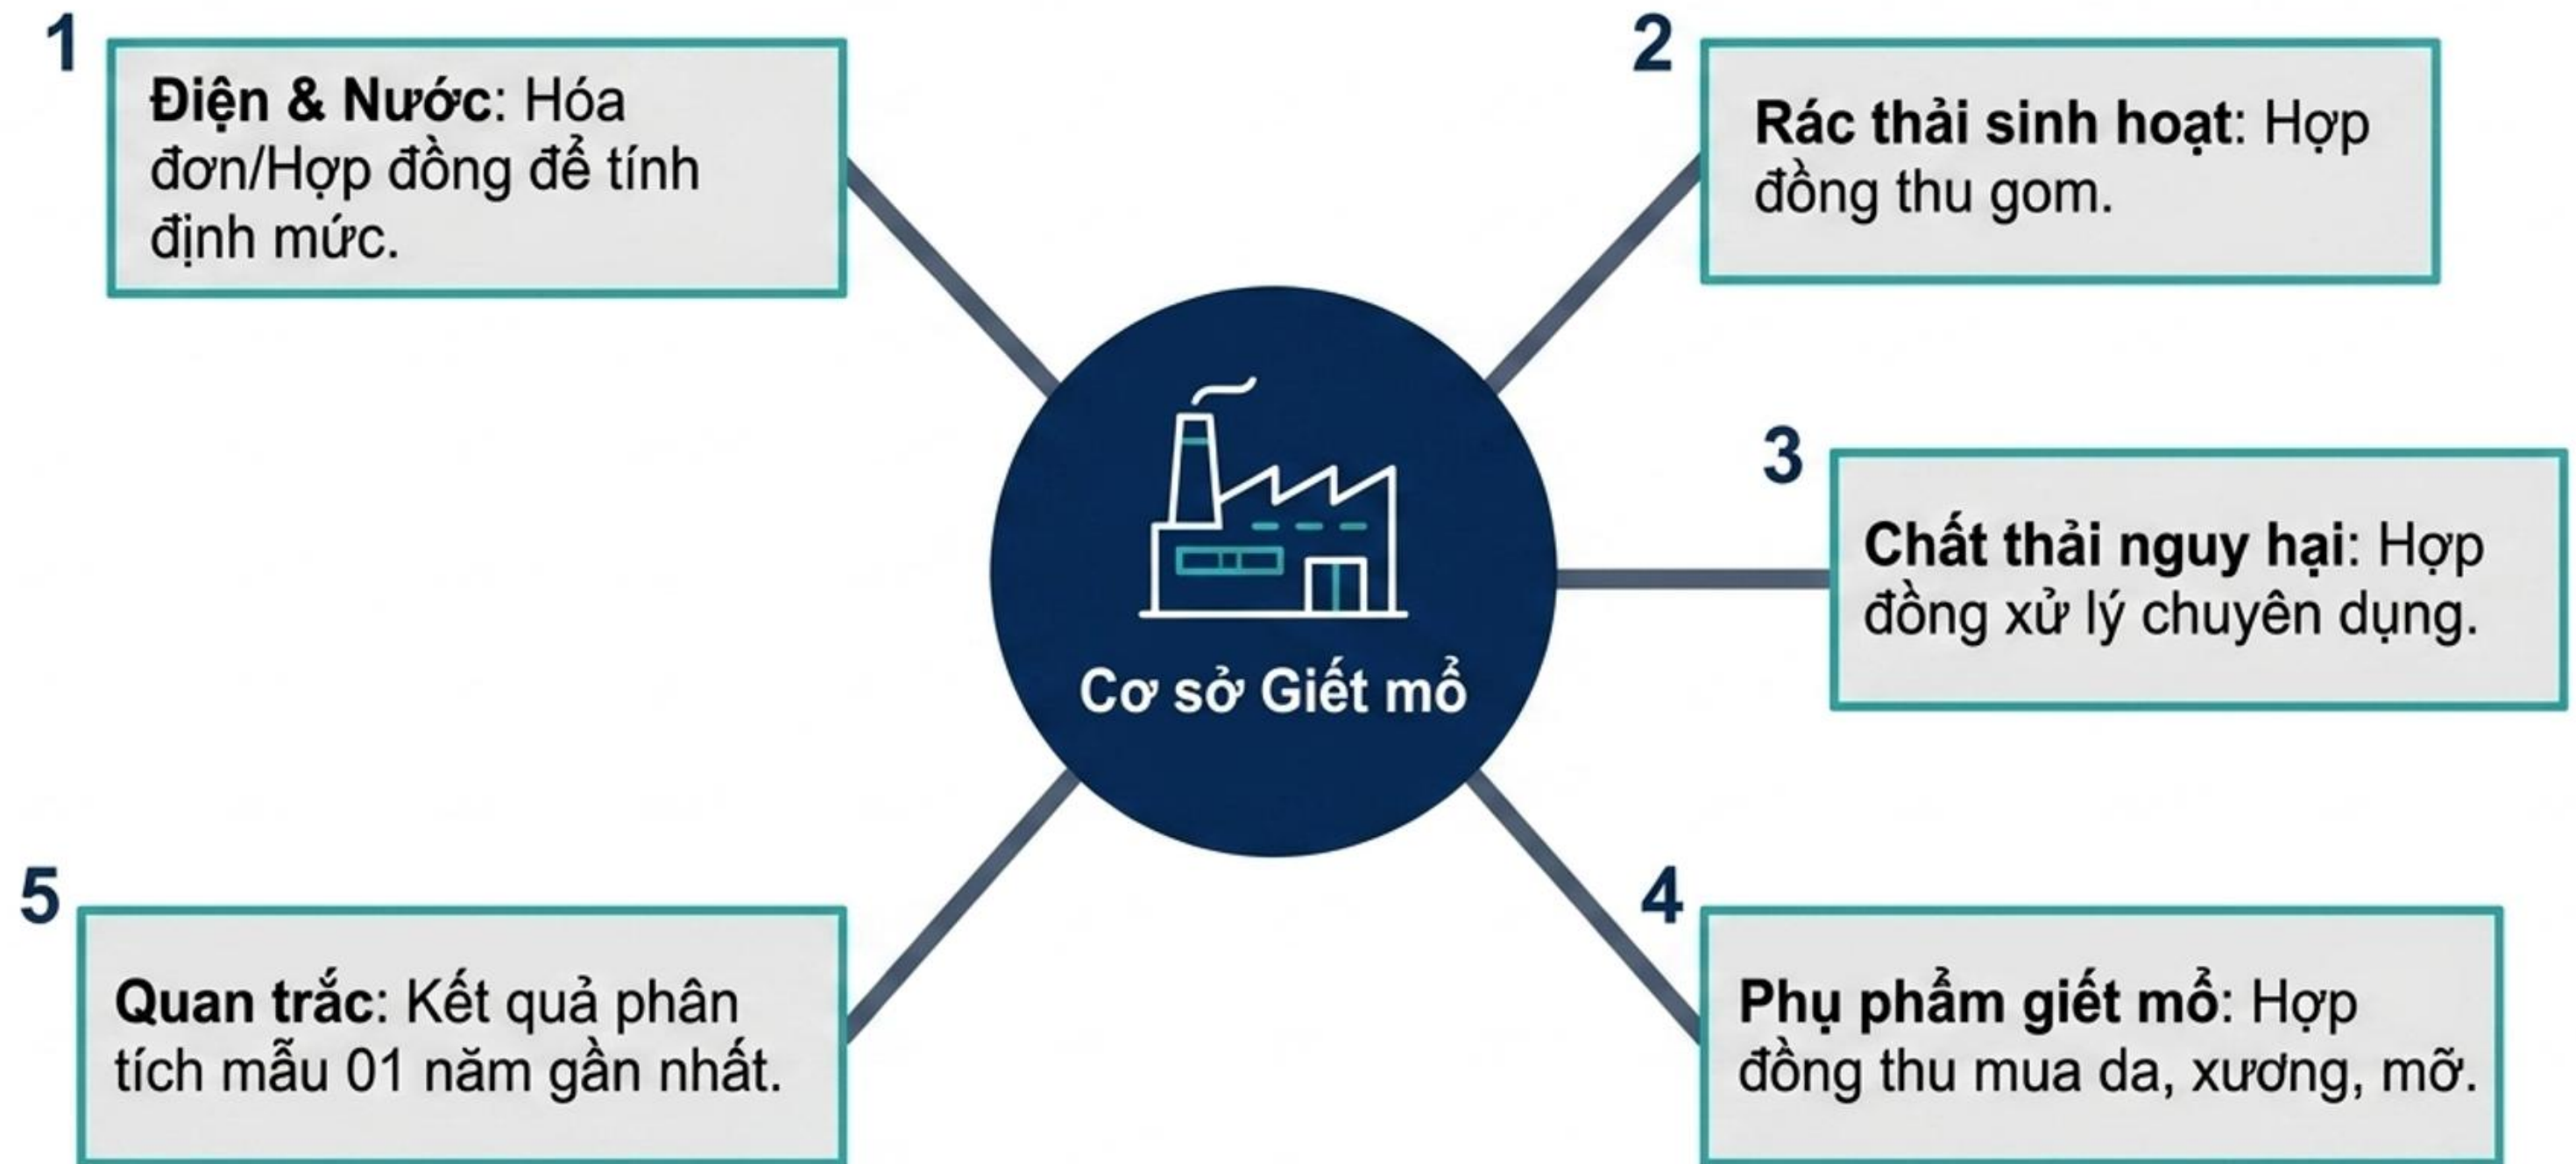 1
Điện & Nước: Hóa
đơn/Hợp đồng để tính
định mức.
2
Rác thải sinh hoạt: Hợp
đồng thu gom.
3
Chất thải nguy hại: Hợp
đồng xử lý chuyên dụng.
Cơ sở Giết mổ
4
Phụ phẩm giết mổ: Hợp
đồng thu mua da, xương, mỡ.
5
Quan trắc: Kết quả phân
tích mẫu 01 năm gần nhất.